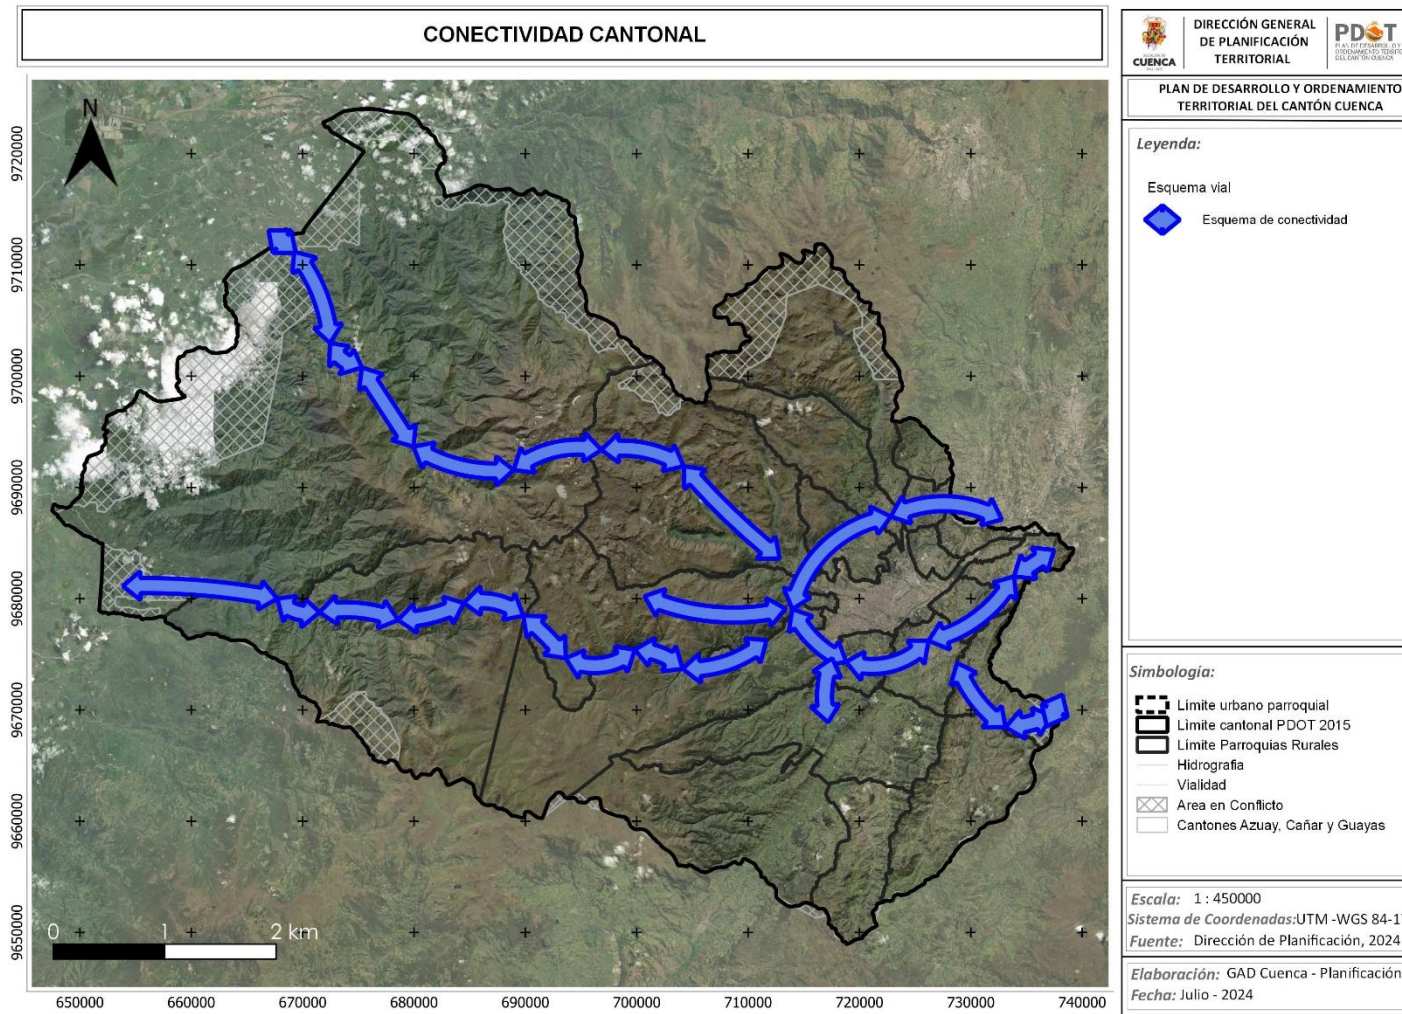 CONECTIVIDAD CANTONAL
CUENCA
DIRECCIÓN GENERAL
DE PLANIFICACIÓN
TERRITORIAL
PDOT
PLAN DE DESARROLLO Y ORDENAMIENTO
TERRITORIAL DEL CANTÓN CUENCA
Leyenda:
Esquema vial
Esquema de conectividad
Simbología:
Límite urbano parroquial
Límite cantonal PDOT 2015
Límite Parroquias Rurales
Hidrografia
Vialidad
Area en Conflicto
Cantones Azuay, Cañar y Guayas
Escala: 1 : 450000
Sistema de Coordenadas:UTM -WGS 84-1
Fuente: Dirección de Planificación, 2024
Elaboración: GAD Cuenca - Planificación
Fecha: Julio - 2024
N
9720000
9710000
9700000
9690000
9680000
9670000
9660000
9650000
0 1 2 km
650000 660000 670000 680000 690000 700000 710000 720000 730000 740000